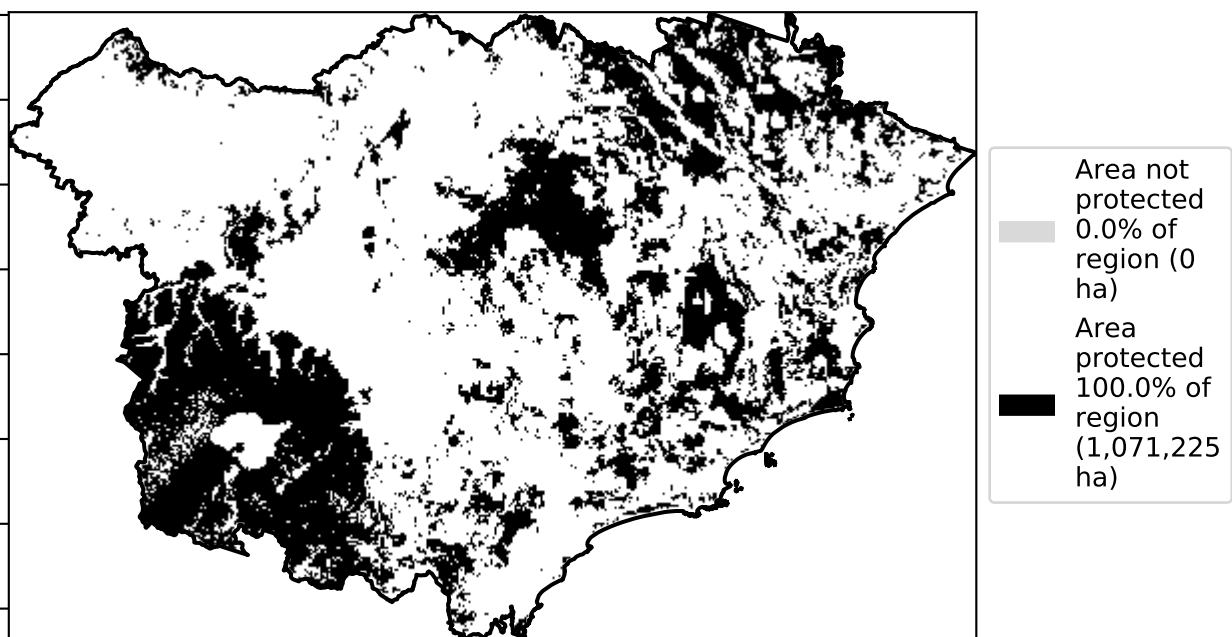 Area not
protected
0.0% of
region (0
ha)
Area
protected
100.0% of
region
(1,071,225
ha)